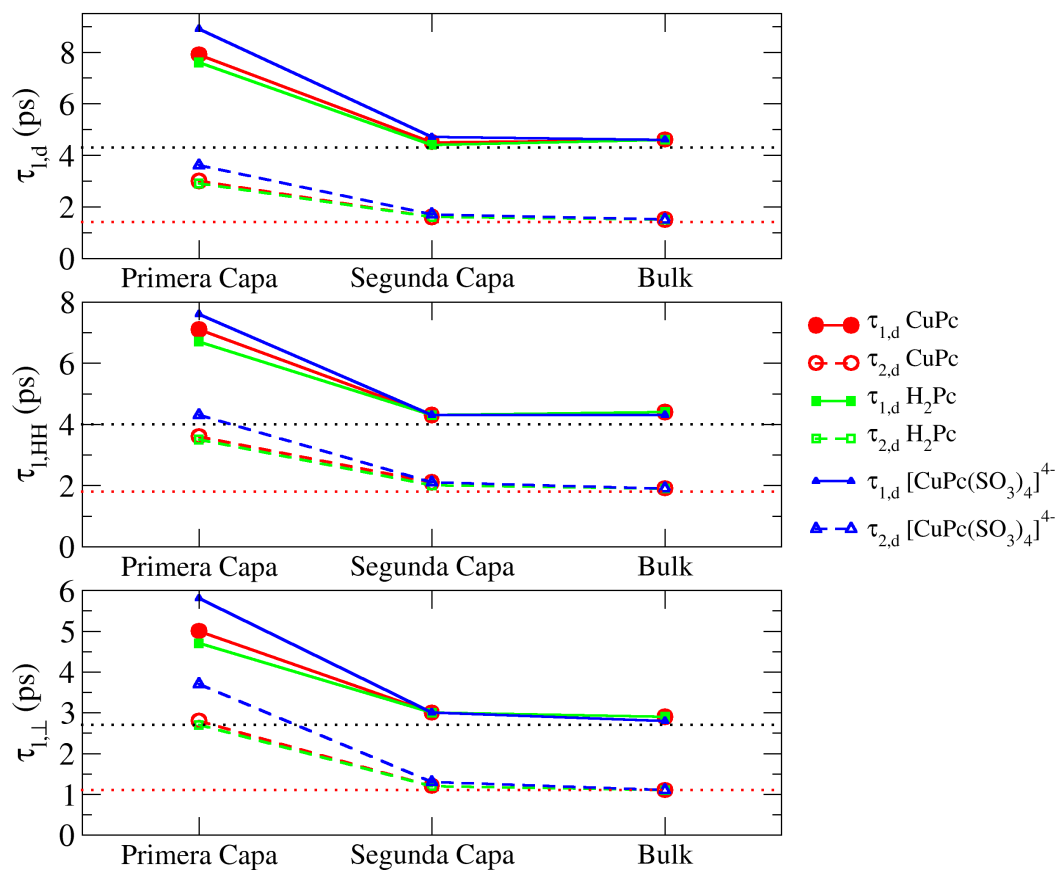 8
6
4
2
0
τ1,d (ps)
Primera Capa Segunda Capa Bulk
8
6
4
2
0
τ1,HH
Primera Capa Segunda Capa Bulk
6
5
4
3
2
1
0
τ1,⊥ (ps)
Primera Capa Segunda Capa Bulk
τ1,d CuPc
τ2,d CuPc
τ1,d H2Pc
τ2,d H2Pc
τ1,d [CuPc(SO3)4]4-
τ2,d [CuPc(SO3)4]4-